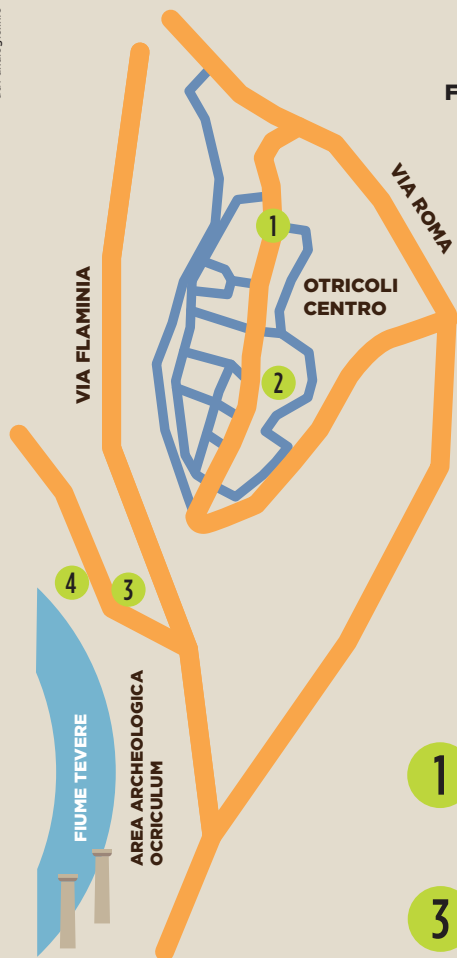 F
VIA ROMA
1
OTRICOLI
CENTRO
VIA FLAMINIA
2
4
3
FIUME TEVERE
AREA ARCHEOLOGICA
OCRICULUM
1
3